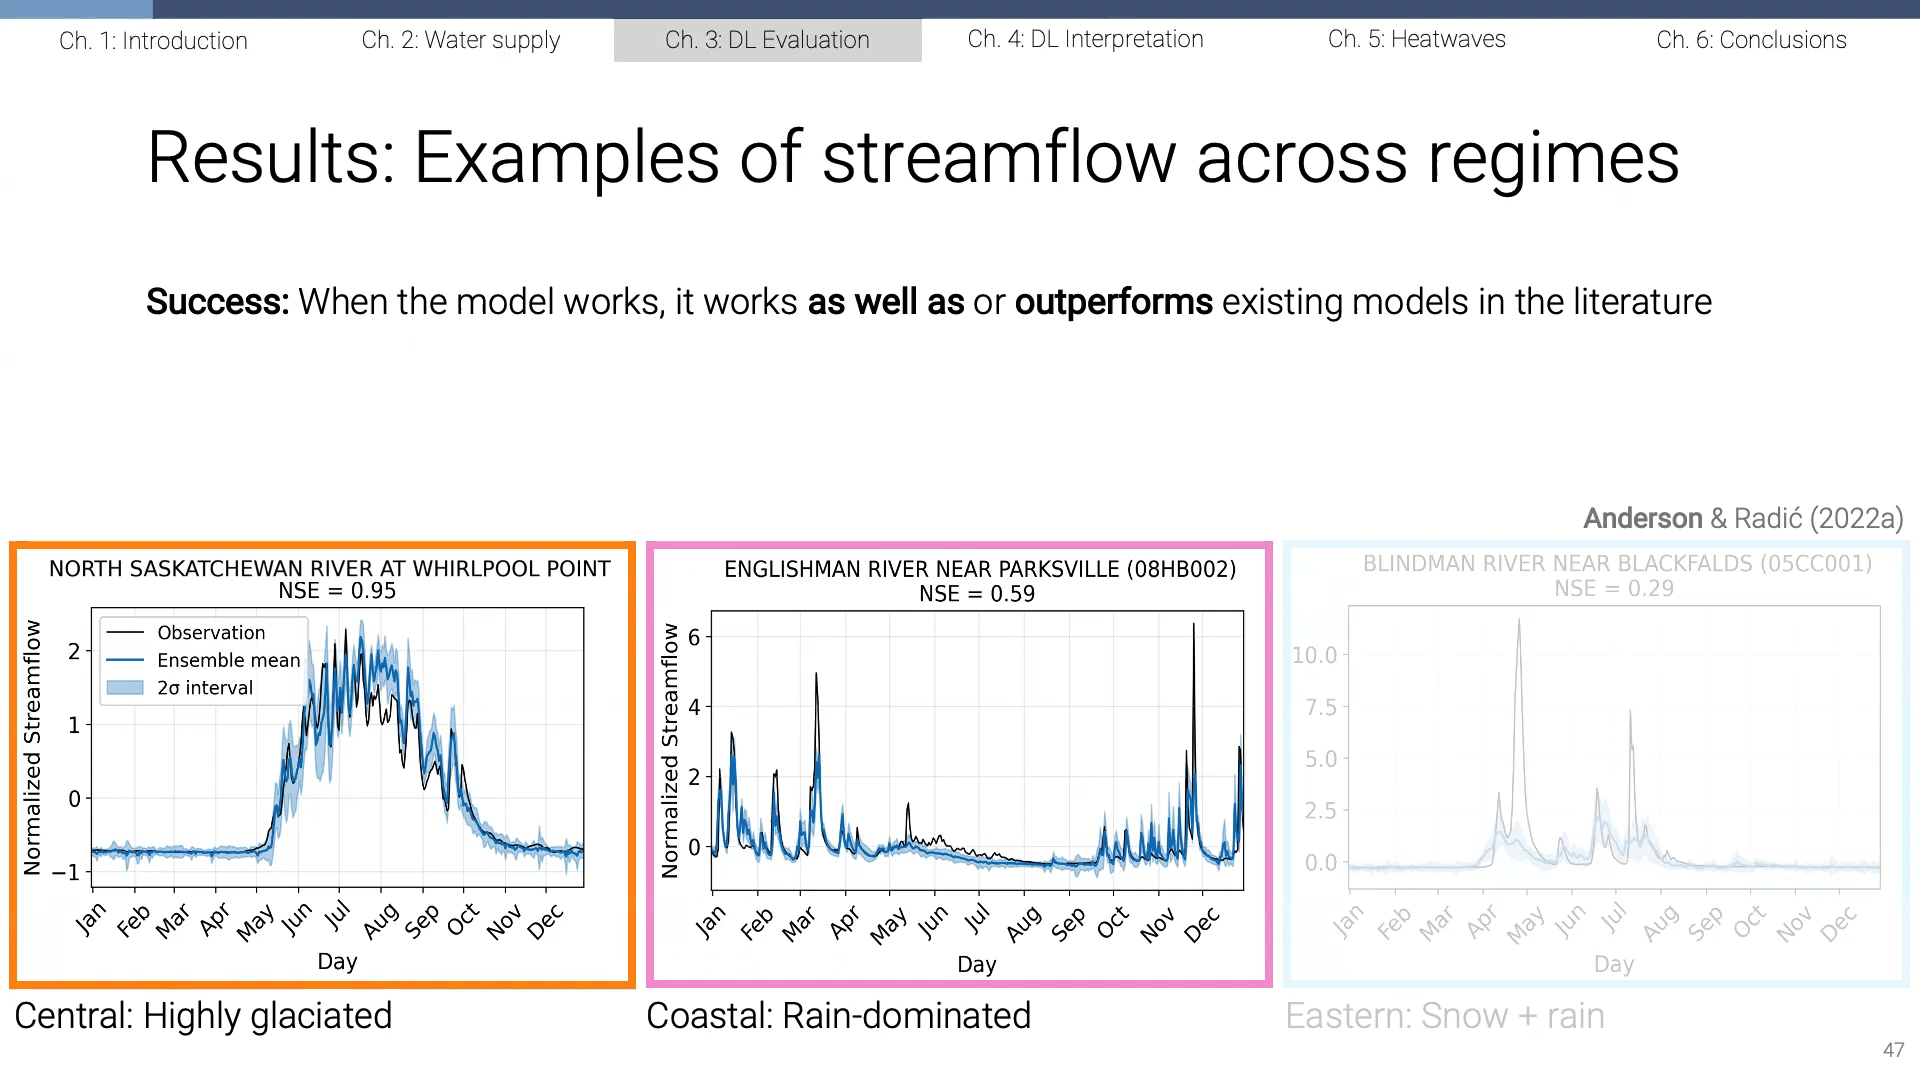 Ch. 1: Introduction
Ch. 2: Water supply
Ch. 3: DL Evaluation
Ch. 4: DL Interpretation
Ch. 5: Heatwaves
Ch. 6: Conclusions
Results: Examples of streamflow across regimes
Success: When the model works, it works as well as or outperforms existing models in the literature
Anderson & Radić (2022a)
NORTH SASKATCHEWAN RIVER AT WHIRLPOOL POINT
NSE = 0.95
Observation
Ensemble mean
2σ interval
Normalized Streamflow
2
1
0
−1
Jan Feb Mar Apr May Jun Jul Aug Sep Oct Nov Dec
Day
Central: Highly glaciated
ENGLISHMAN RIVER NEAR PARKSVILLE (08HB002)
NSE = 0.59
Normalized Streamflow
6
4
2
0
Jan Feb Mar Apr May Jun Jul Aug Sep Oct Nov Dec
Day
Coastal: Rain-dominated
BLINDMAN RIVER NEAR BLACKFALDS (05CC001)
NSE = 0.29
10.0
7.5
5.0
2.5
0.0
Jan Feb Mar Apr May Jun Jul Aug Sep Oct Nov Dec
Day
Eastern: Snow + rain
47